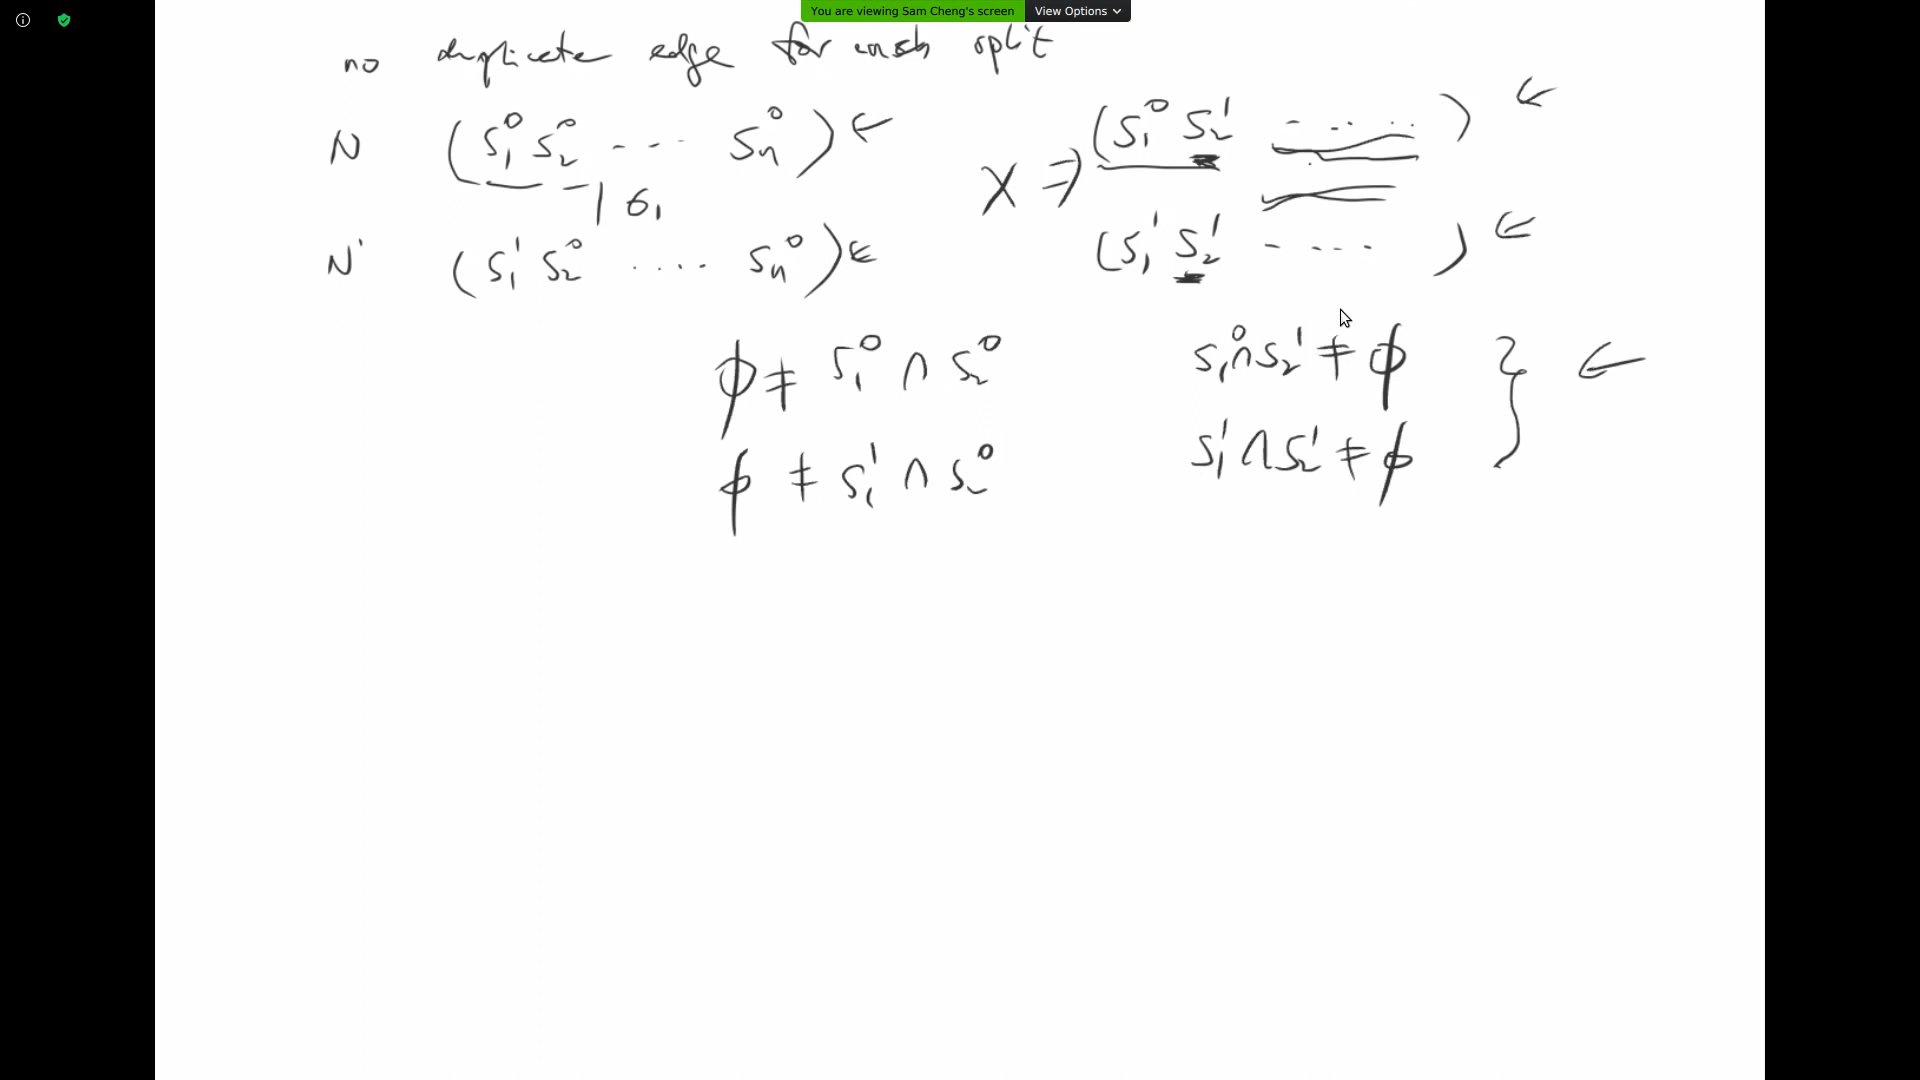 You are viewing Sam Cheng's screen View Options
no duplicate edge for each split
N (S₁⁰ S₂⁰ --- Sₙ⁰) ←
X ⇒ (S₁⁰ S₂¹ ......) ←
6₁
N' (S₁¹ S₂⁰ .... Sₙ⁰) ←
(S₁¹ S₂¹ ----) ←
ϕ ≠ S₁⁰ ∩ S₂⁰
S₁⁰ ∩ S₂¹ ≠ ϕ } ←
ϕ ≠ S₁¹ ∩ S₂⁰
S₁¹ ∩ S₂¹ ≠ ϕ